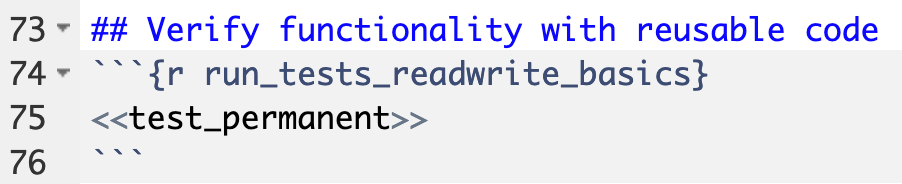 73 ## Verify functionality with reusable code
74 ```{r run_tests_readwrite_basics}
75 <<test_permanent>>
76 ```